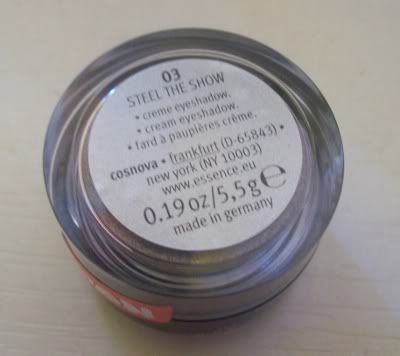 03
STEEL THE SHOW
• creme eyeshadow.
• cream eyeshadow.
• fard à paupières crème.
cosnova • frankfurt (D-65843) •
new york (NY 10003)
www.essence.eu
0.19 oz/5,5g ℮
made in germany